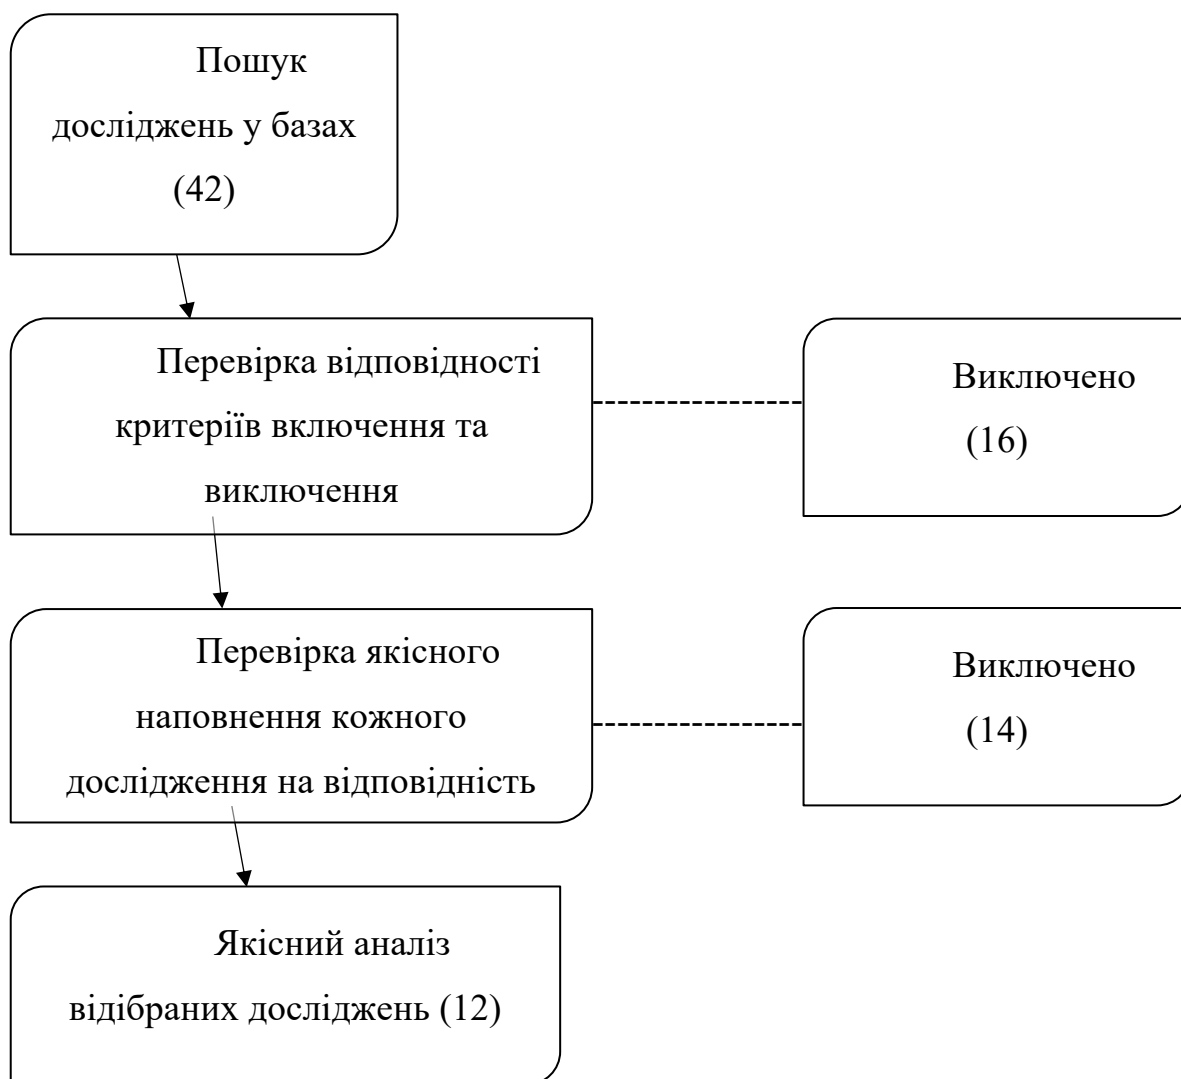 Пошук
досліджень у базах
(42)
Перевірка відповідності
критеріїв включення та
виключення
Виключено
(16)
Перевірка якісного
наповнення кожного
дослідження на відповідність
Виключено
(14)
Якісний аналіз
відібраних досліджень (12)